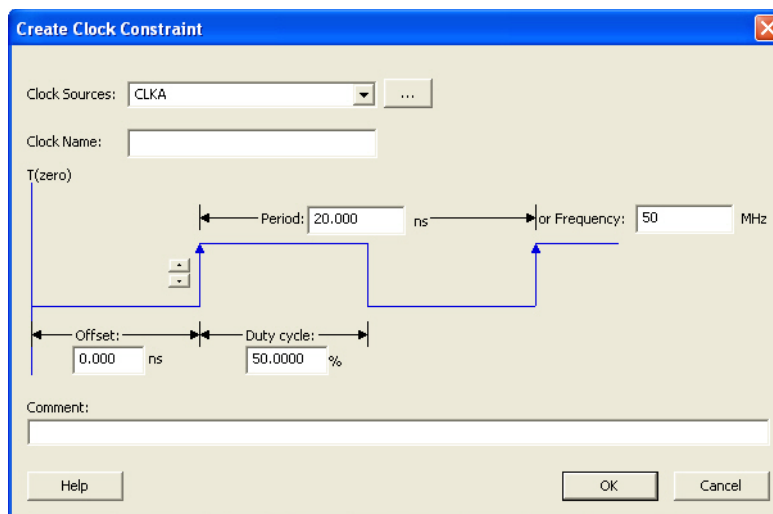 Create Clock Constraint
Clock Sources: CLKA ...
Clock Name:
T(zero)
Period: 20.000 ns or Frequency: 50 MHz
Offset: Duty cycle:
0.000 ns 50.0000 %
Comment:
Help OK Cancel